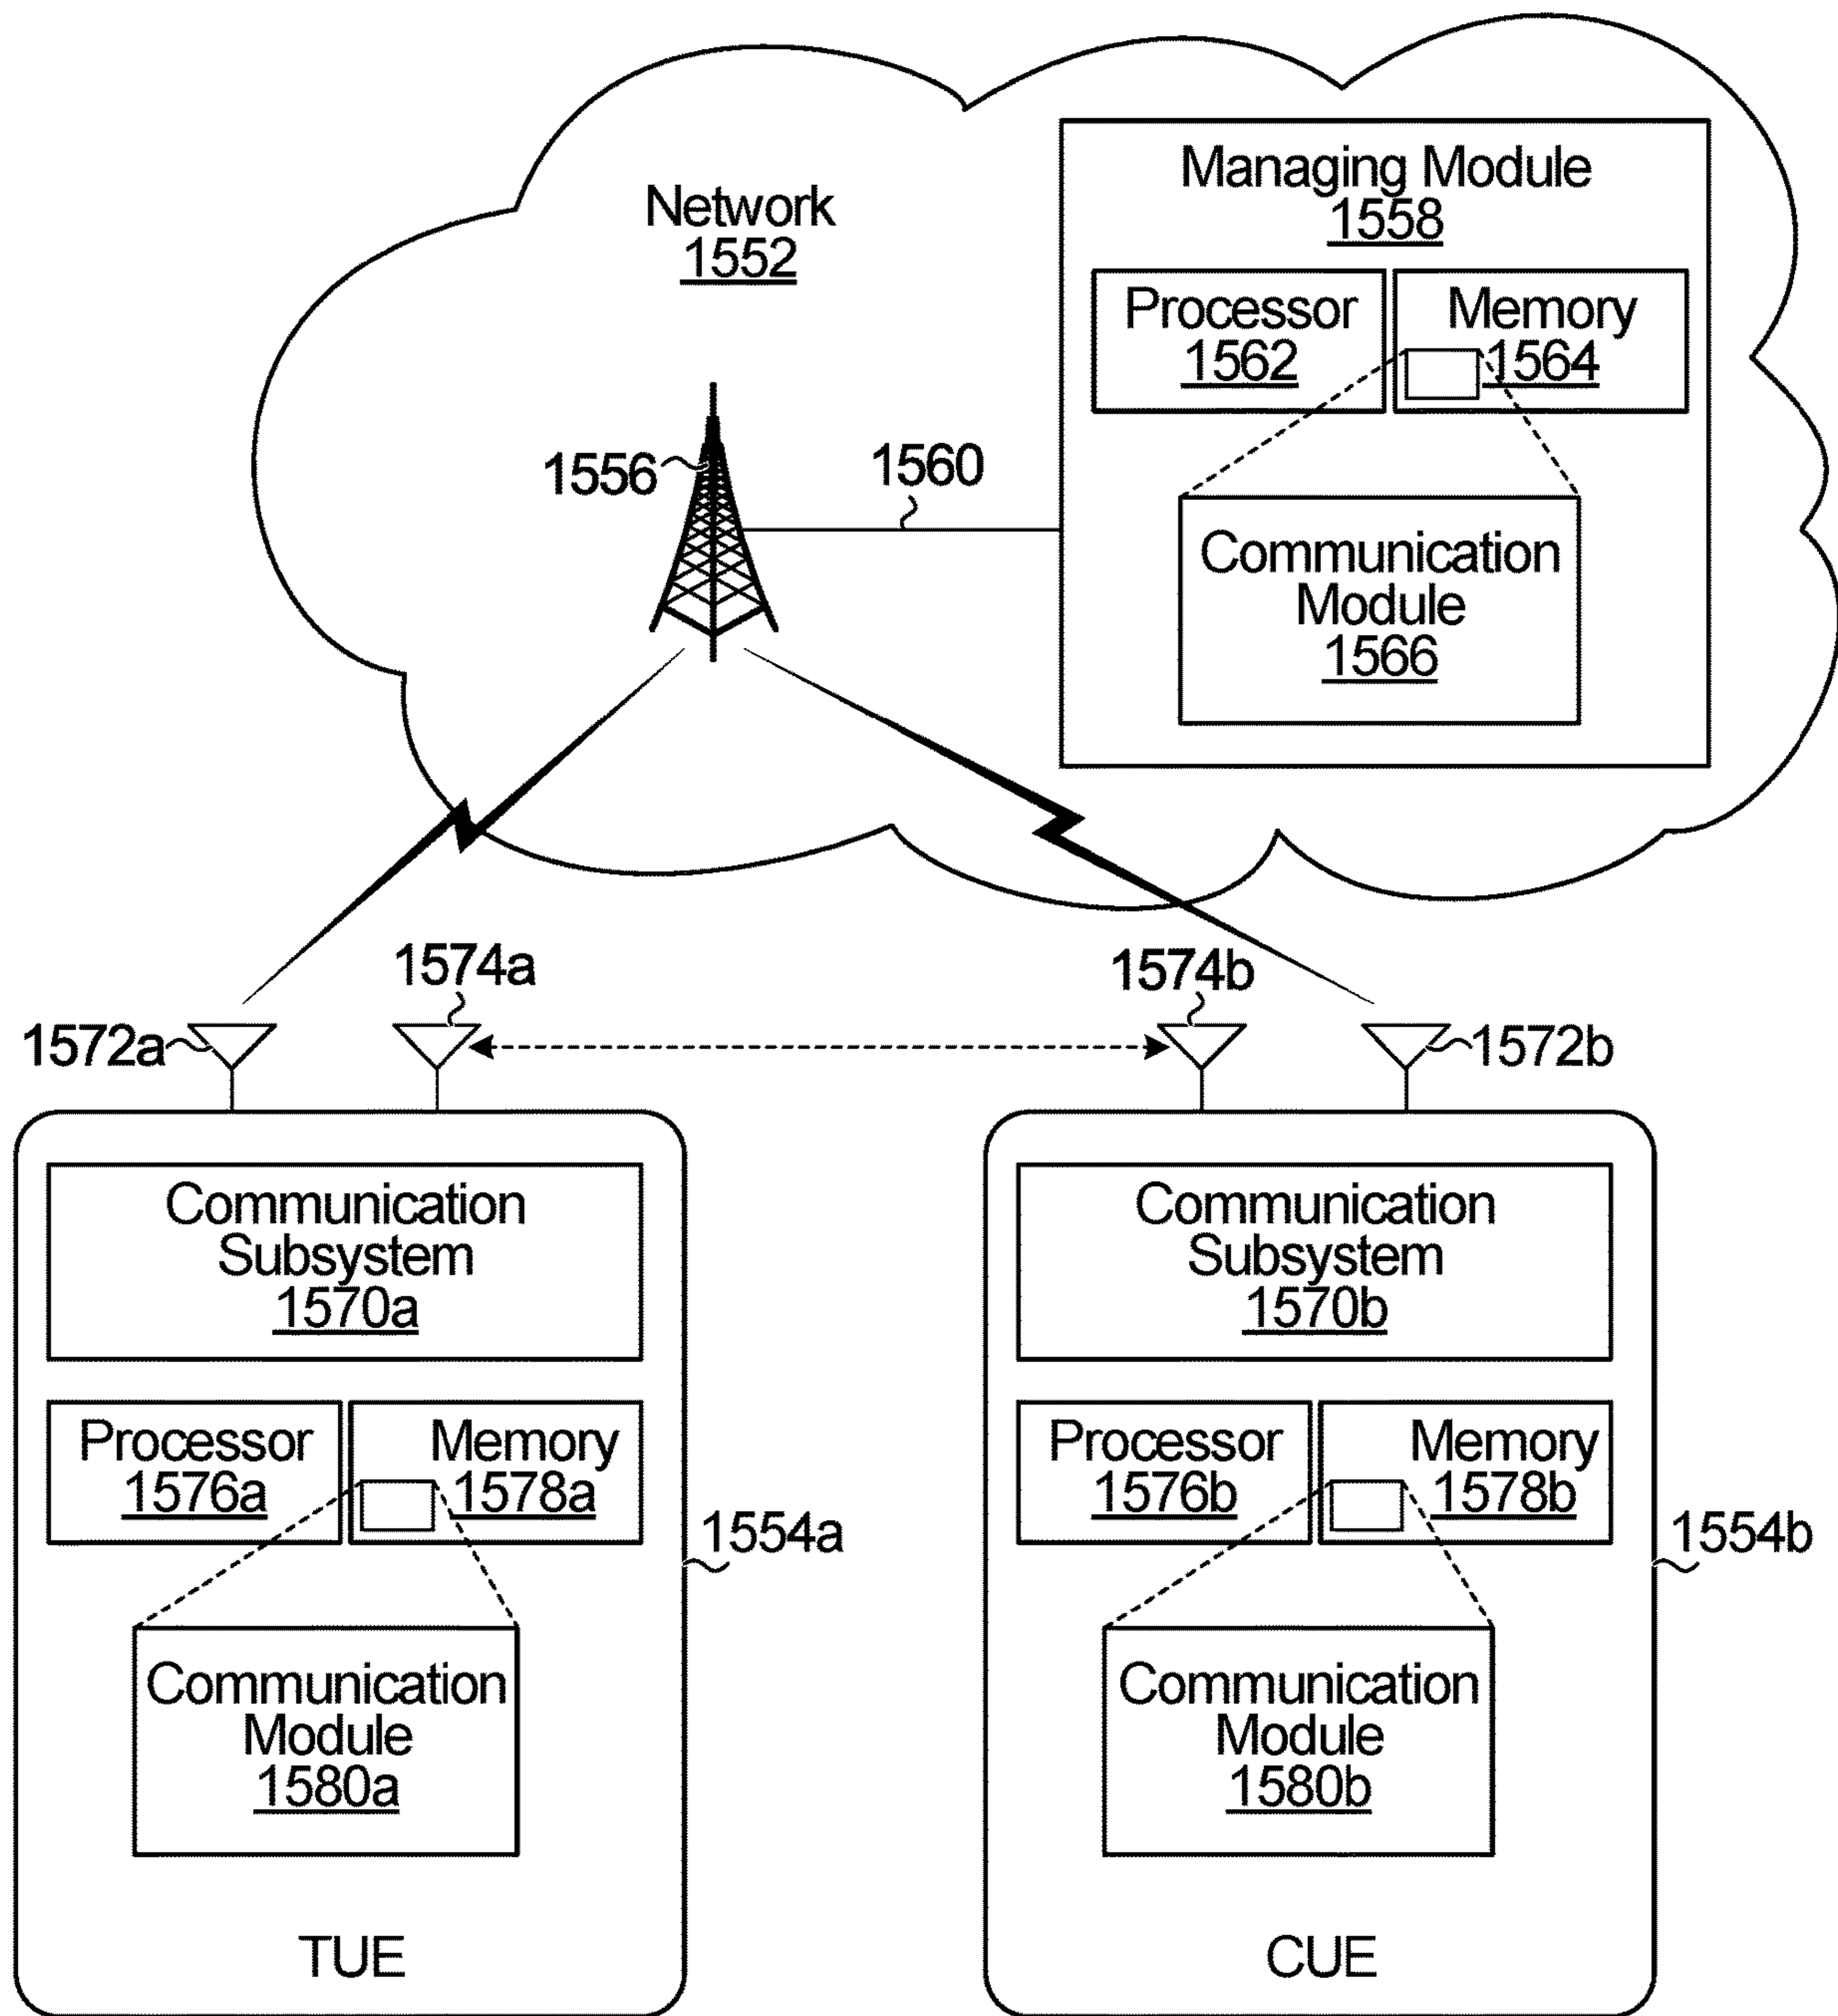 Network
1552
Managing Module
1558
Processor
1562
Memory
1564
1556
1560
Communication
Module
1566
1574a
1574b
1572a
1572b
Communication
Subsystem
1570a
Processor
1576a
Memory
1578a
1554a
Communication
Module
1580a
TUE
Communication
Subsystem
1570b
Processor
1576b
Memory
1578b
1554b
Communication
Module
1580b
CUE